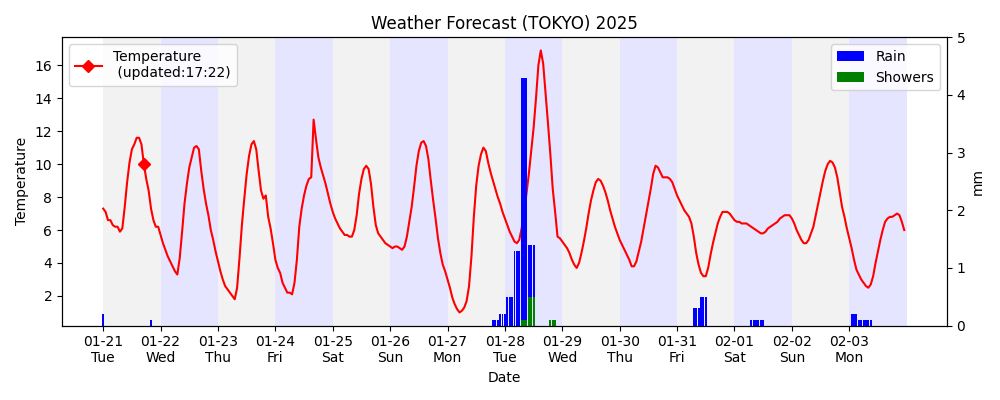 Weather Forecast (TOKYO) 2025
Temperature
(updated:17:22)
Rain
Showers
Temperature
16
14
12
10
8
6
4
2
5
4
3
2
1
0
mm
01-21 01-22 01-23 01-24 01-25 01-26 01-27 01-28 01-29 01-30 01-31 02-01 02-02 02-03
Tue Wed Thu Fri Sat Sun Mon Tue Wed Thu Fri Sat Sun Mon
Date